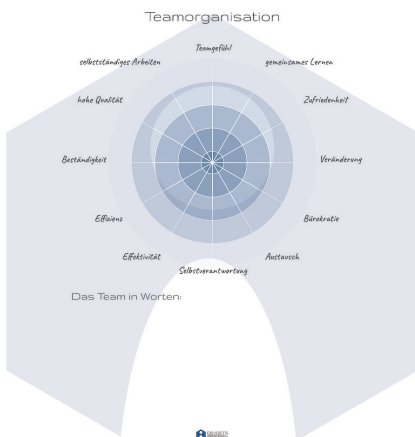 Teamorganisation
Teamgefühl
selbstständiges Arbeiten
gemeinsames Lernen
hohe Qualität
Zufriedenheit
Beständigkeit
Veränderung
Effizienz
Bürokratie
Effektivität
Austausch
Selbstverantwortung
Das Team in Worten: